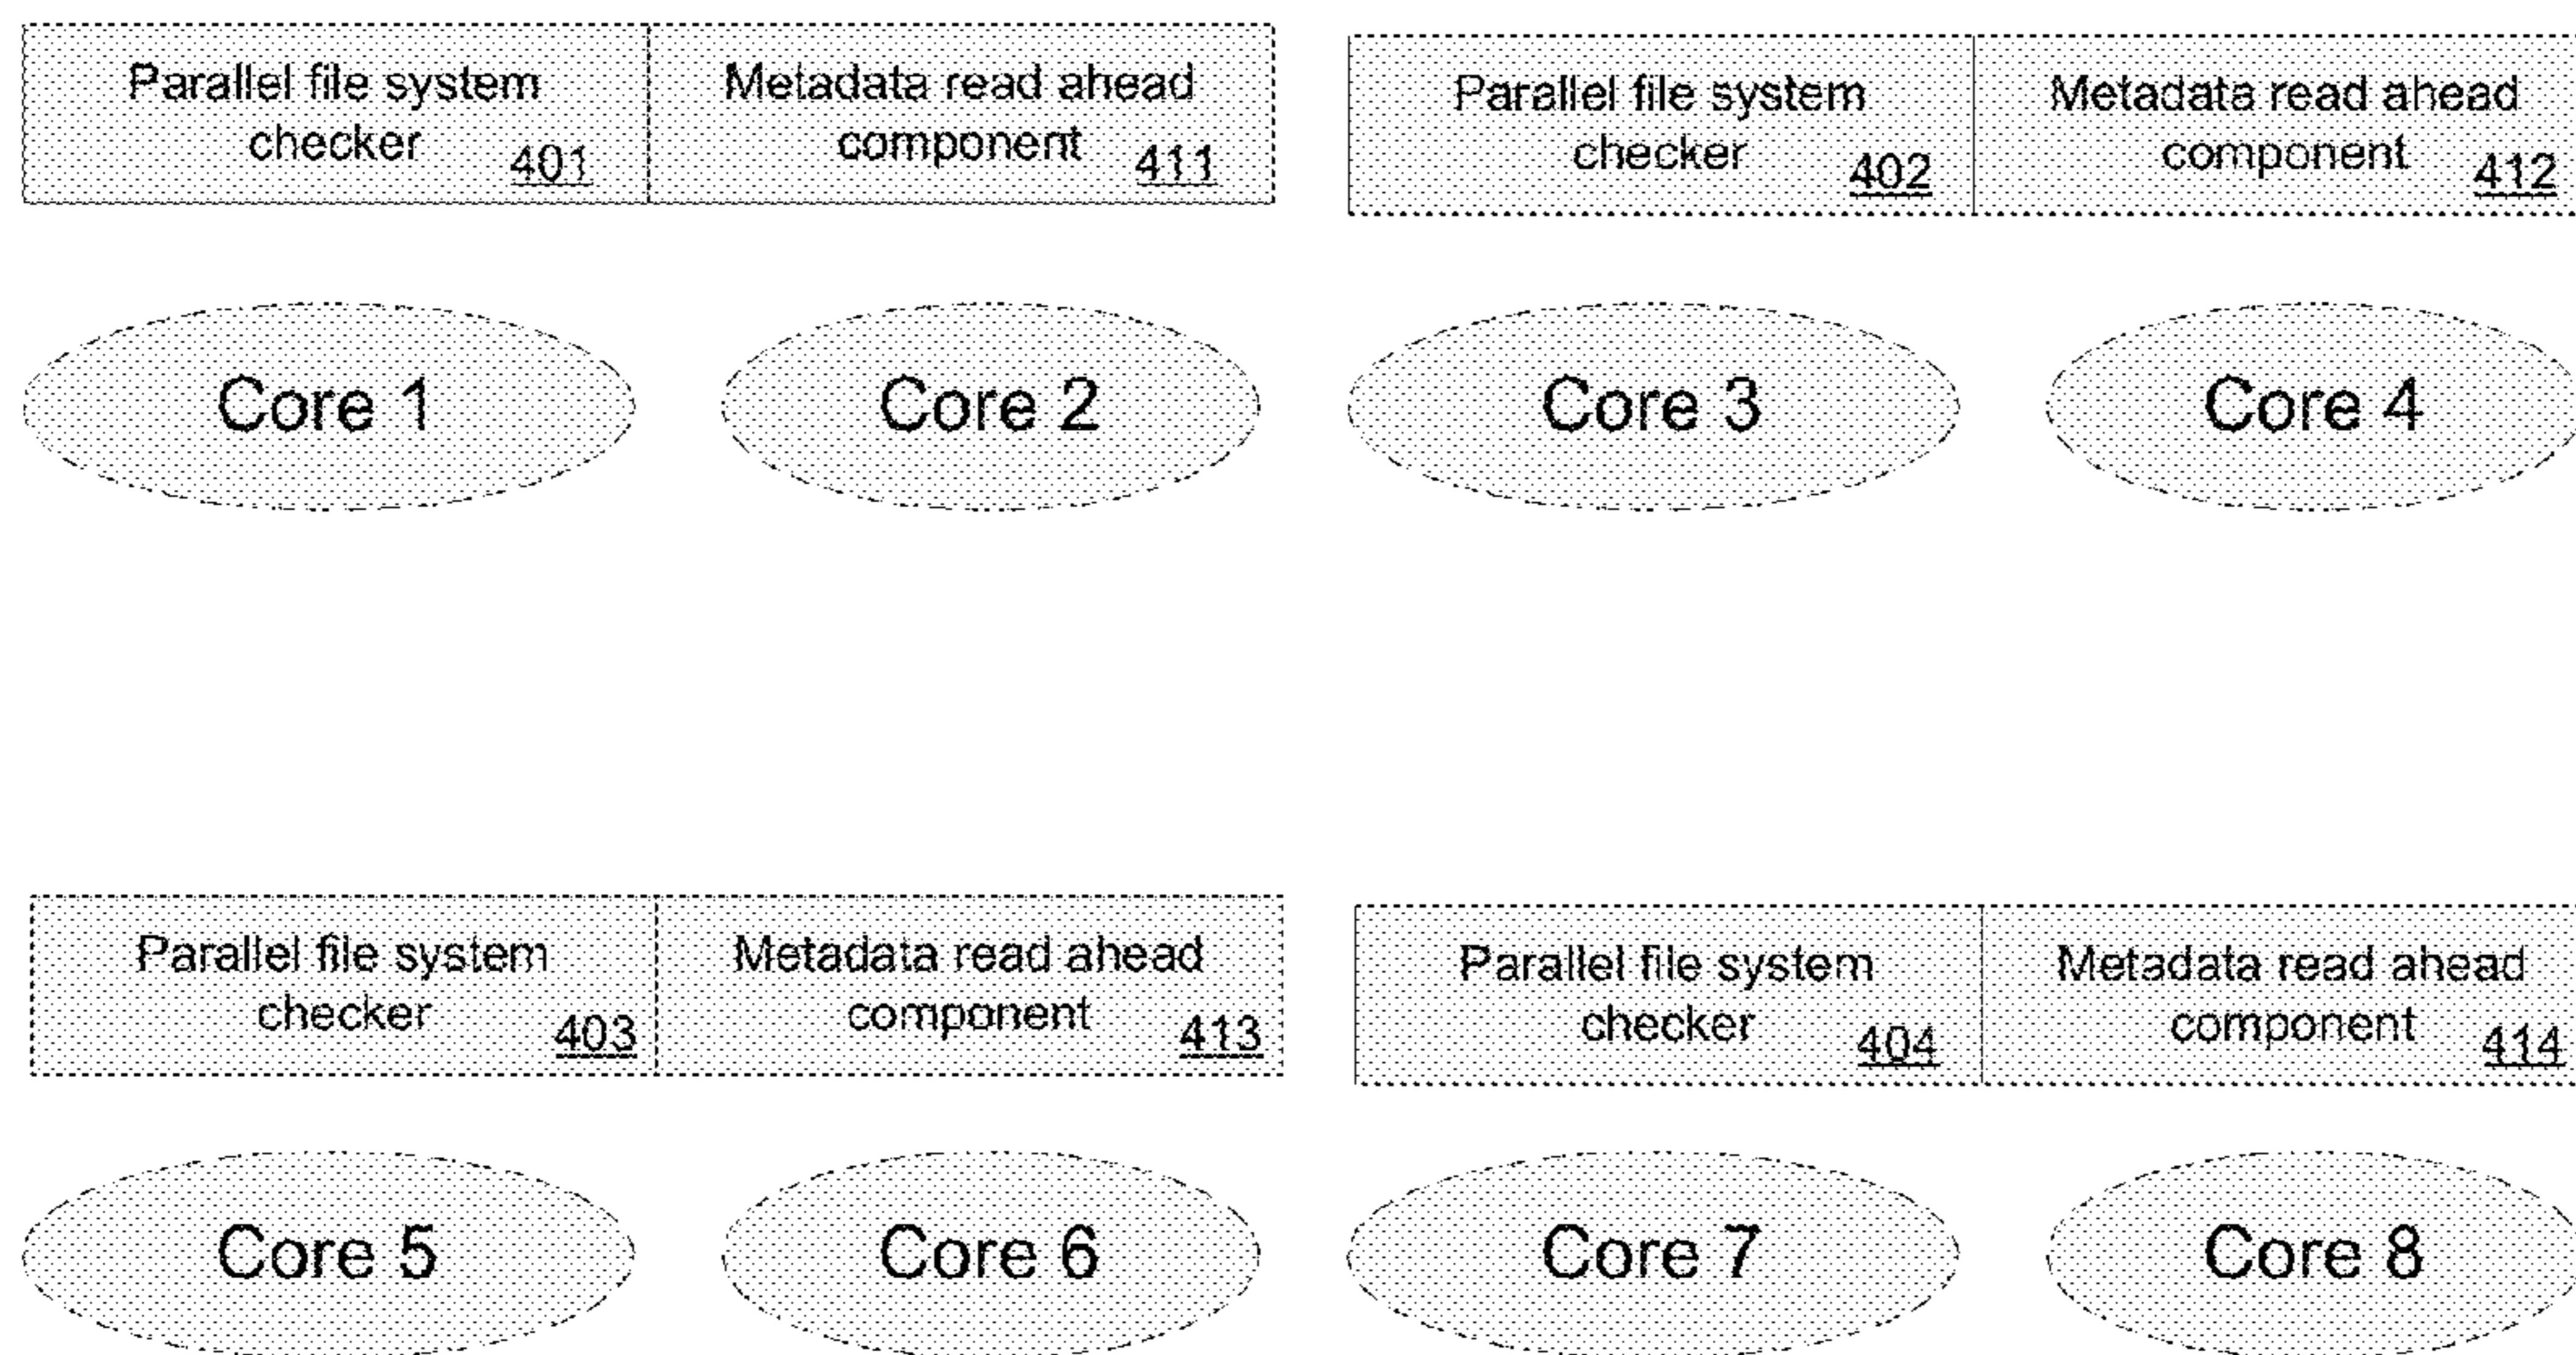 Parallel file system
checker 401
Metadata read ahead
component 411
Parallel file system
checker 402
Metadata read ahead
component 412
Core 1
Core 2
Core 3
Core 4
Parallel file system
checker 403
Metadata read ahead
component 413
Parallel file system
checker 404
Metadata read ahead
component 414
Core 5
Core 6
Core 7
Core 8